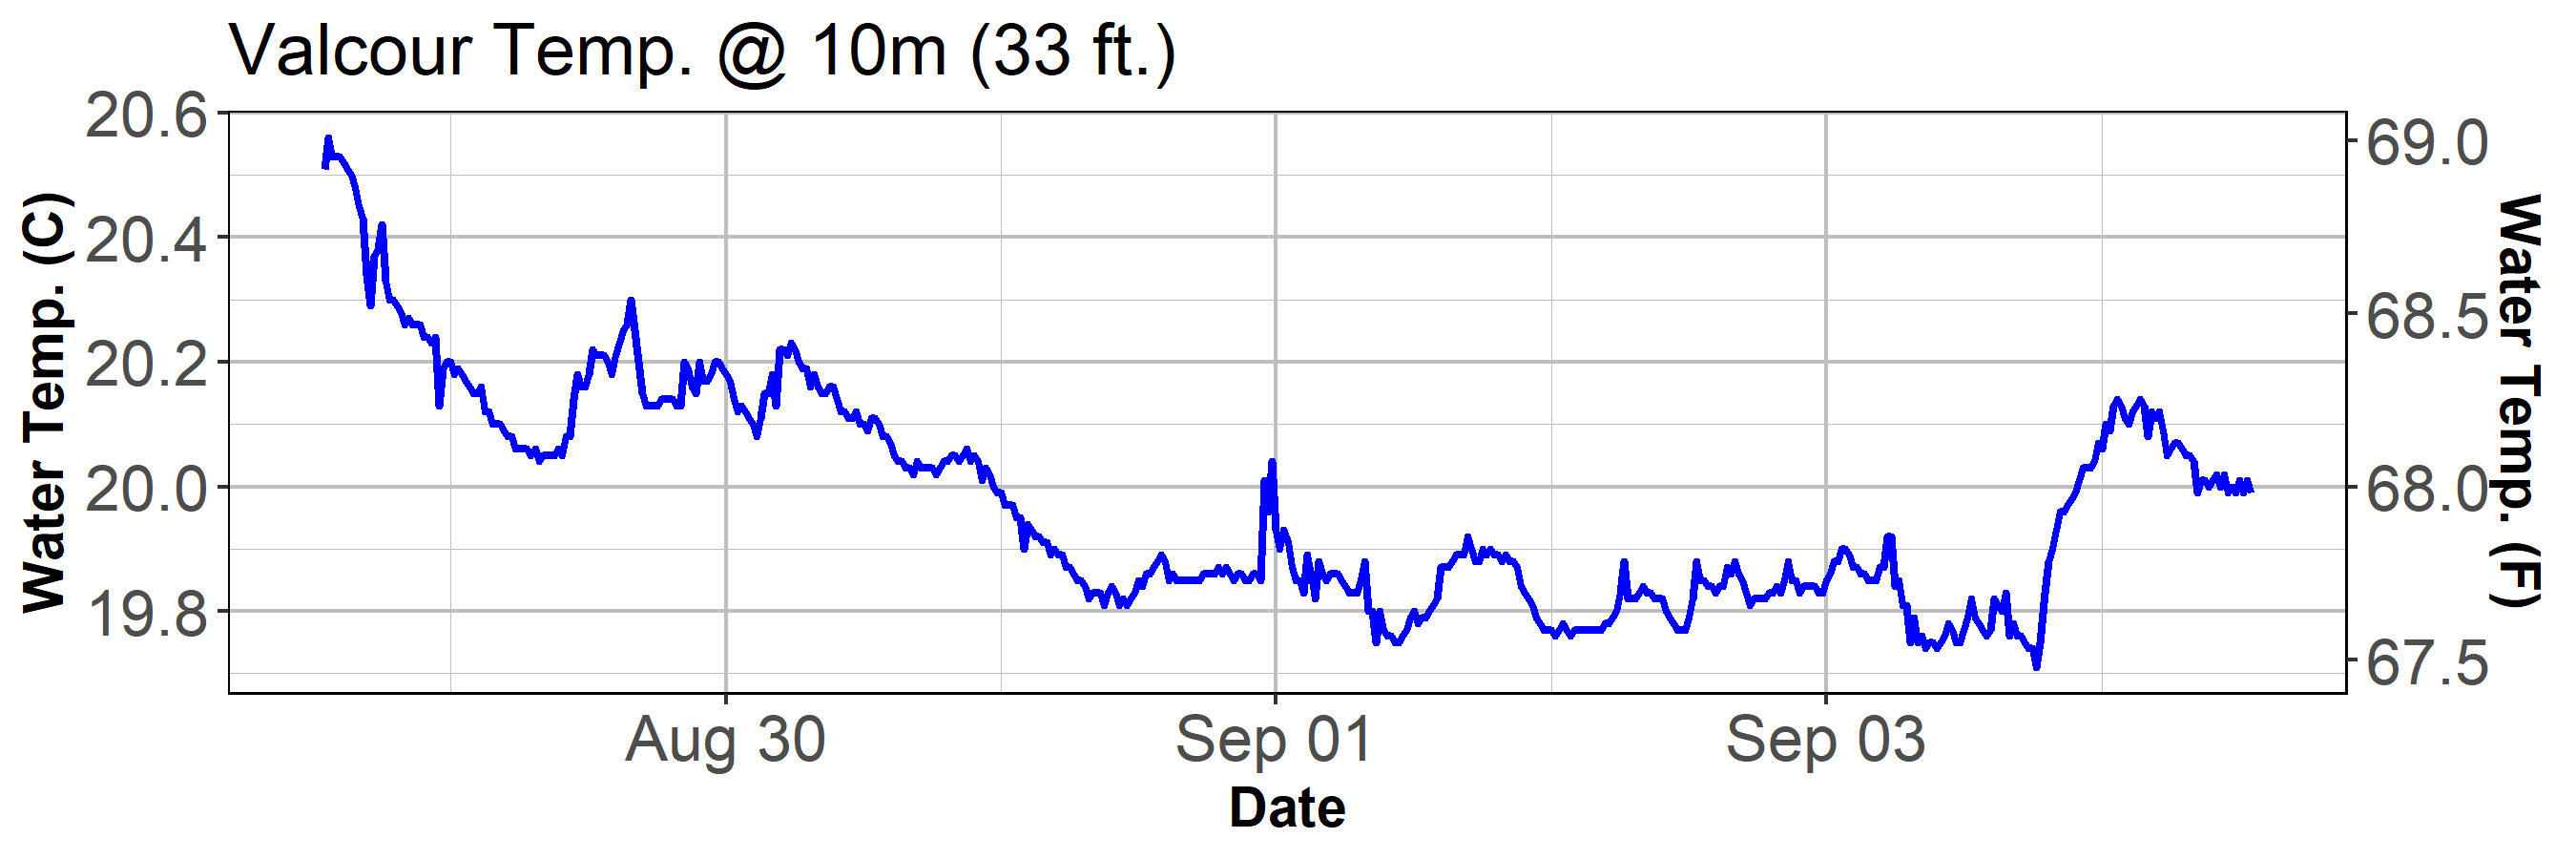 Valcour Temp. @ 10m (33 ft.)
Water Temp. (C)
20.6
20.4
20.2
20.0
19.8
69.0
68.5
68.0
67.5
Water Temp. (F)
Aug 30
Sep 01
Sep 03
Date